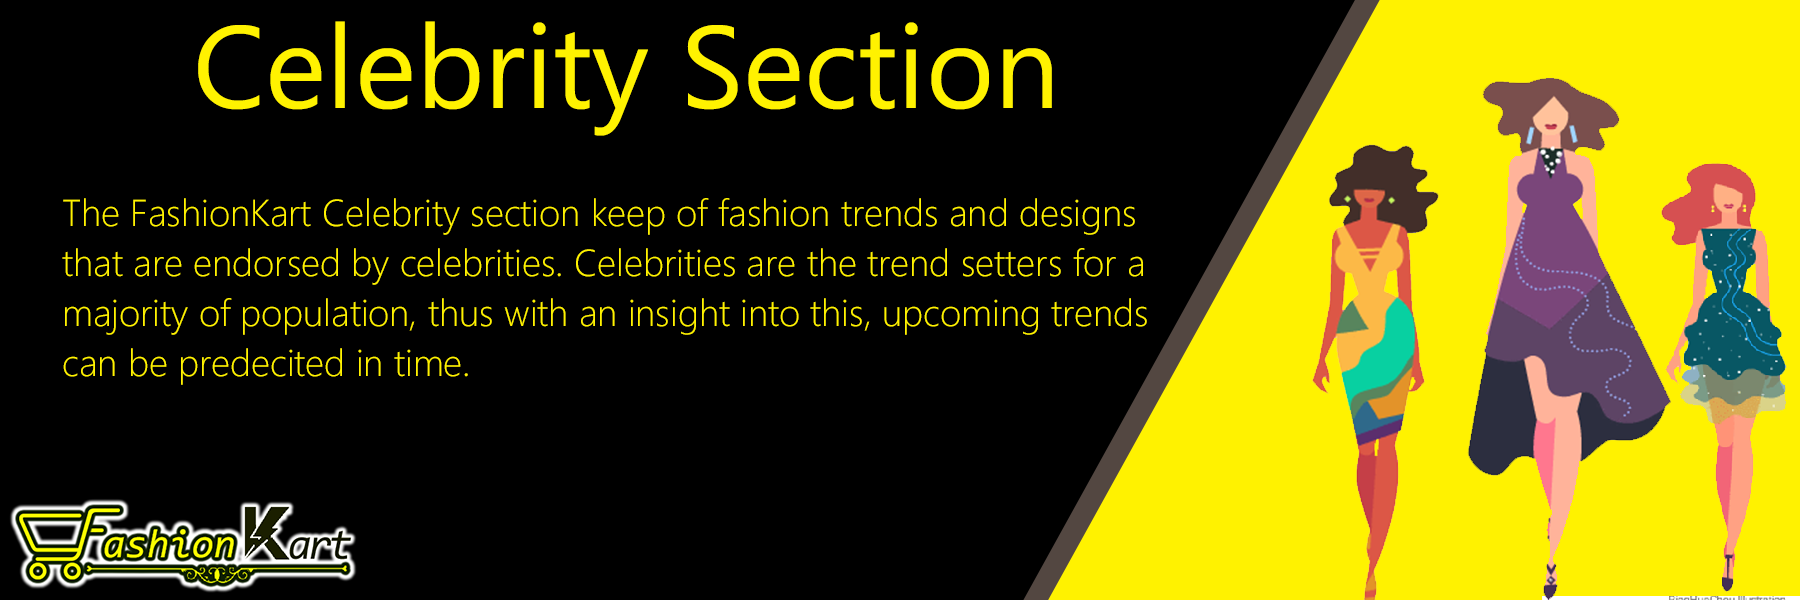 Celebrity Section
The FashionKart Celebrity section keep of fashion trends and designs
that are endorsed by celebrities. Celebrities are the trend setters for a
majority of population, thus with an insight into this, upcoming trends
can be predecited in time.
Fashion Kart